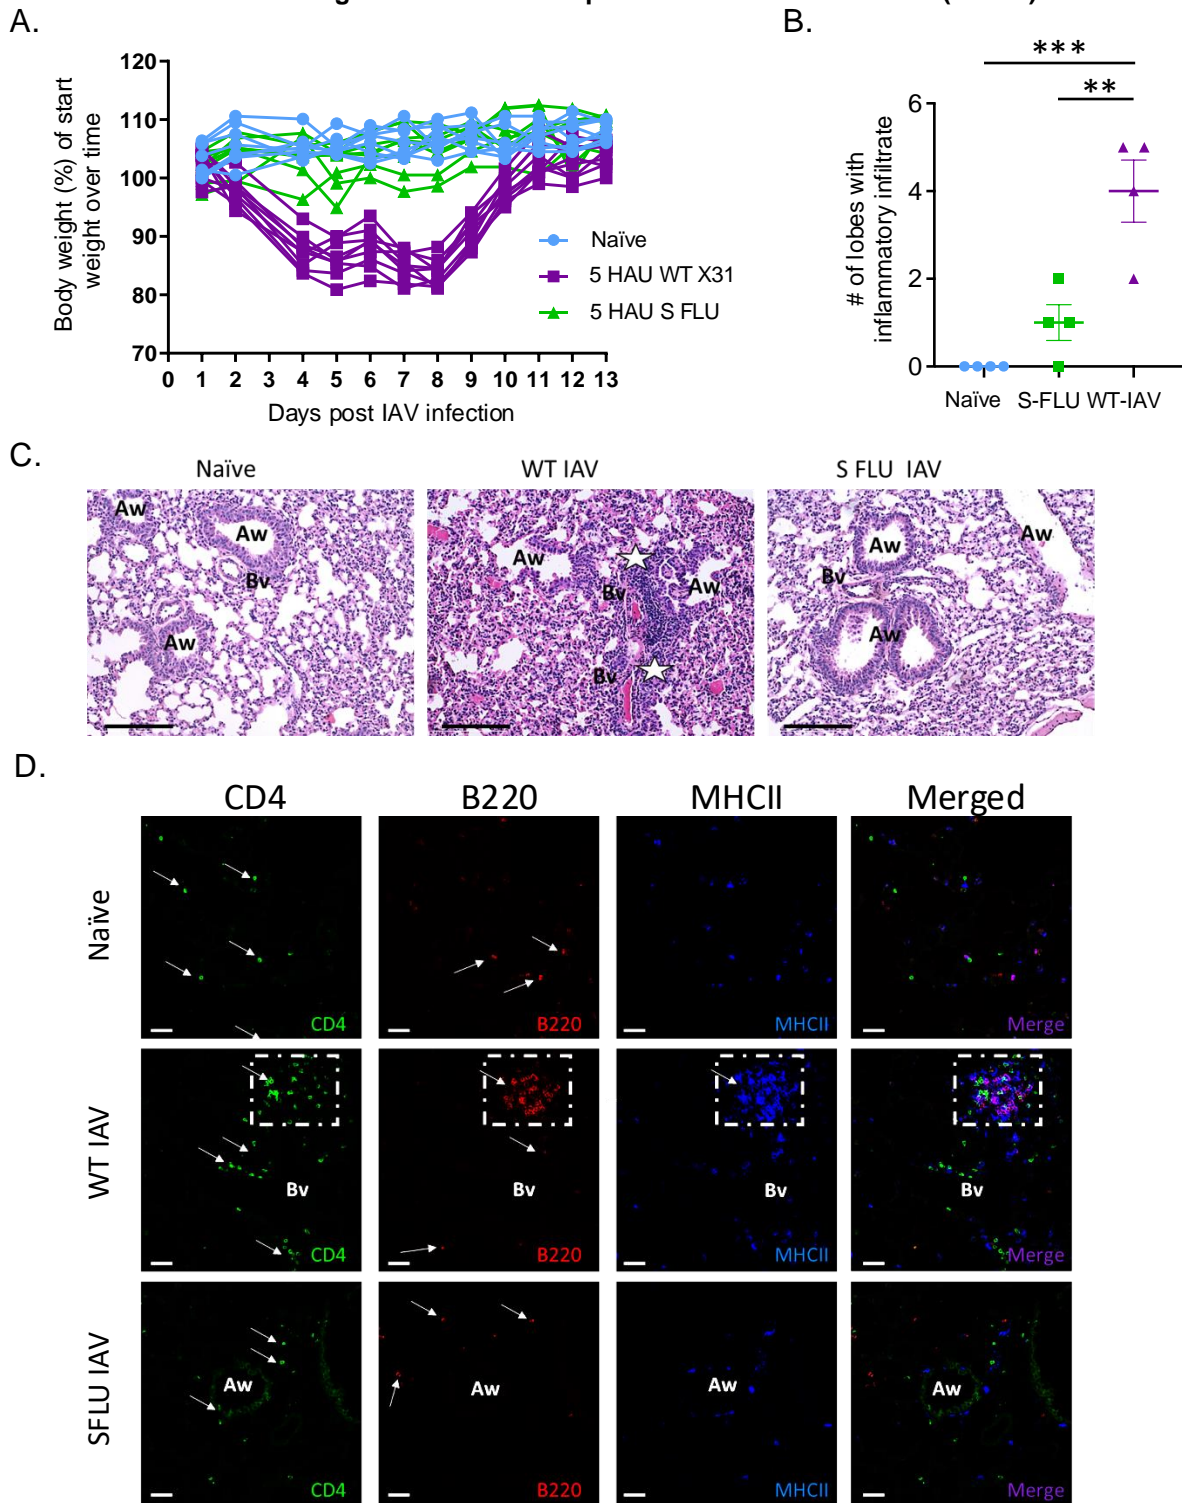 A.
B.
Body weight (%) of start
weight over time
120
110
100
90
80
70
0 1 2 3 4 5 6 7 8 9 10 11 12 13
Days post IAV infection
Naïve
5 HAU WT X31
5 HAU S FLU
***
**
# of lobes with
inflammatory infiltrate
6
4
2
0
Naïve S-FLU WT-IAV
C.
Naïve WT IAV S FLU IAV
Aw Aw Bv Aw
Aw Bv Aw Bv
Aw Aw Bv Aw
D.
CD4 B220 MHCII Merged
Naïve
CD4 B220 MHCII Merge
WT IAV
Bv Bv Bv Bv
CD4 B220 MHCII Merge
SFLU IAV
Aw Aw Aw Aw
CD4 B220 MHCII Merge